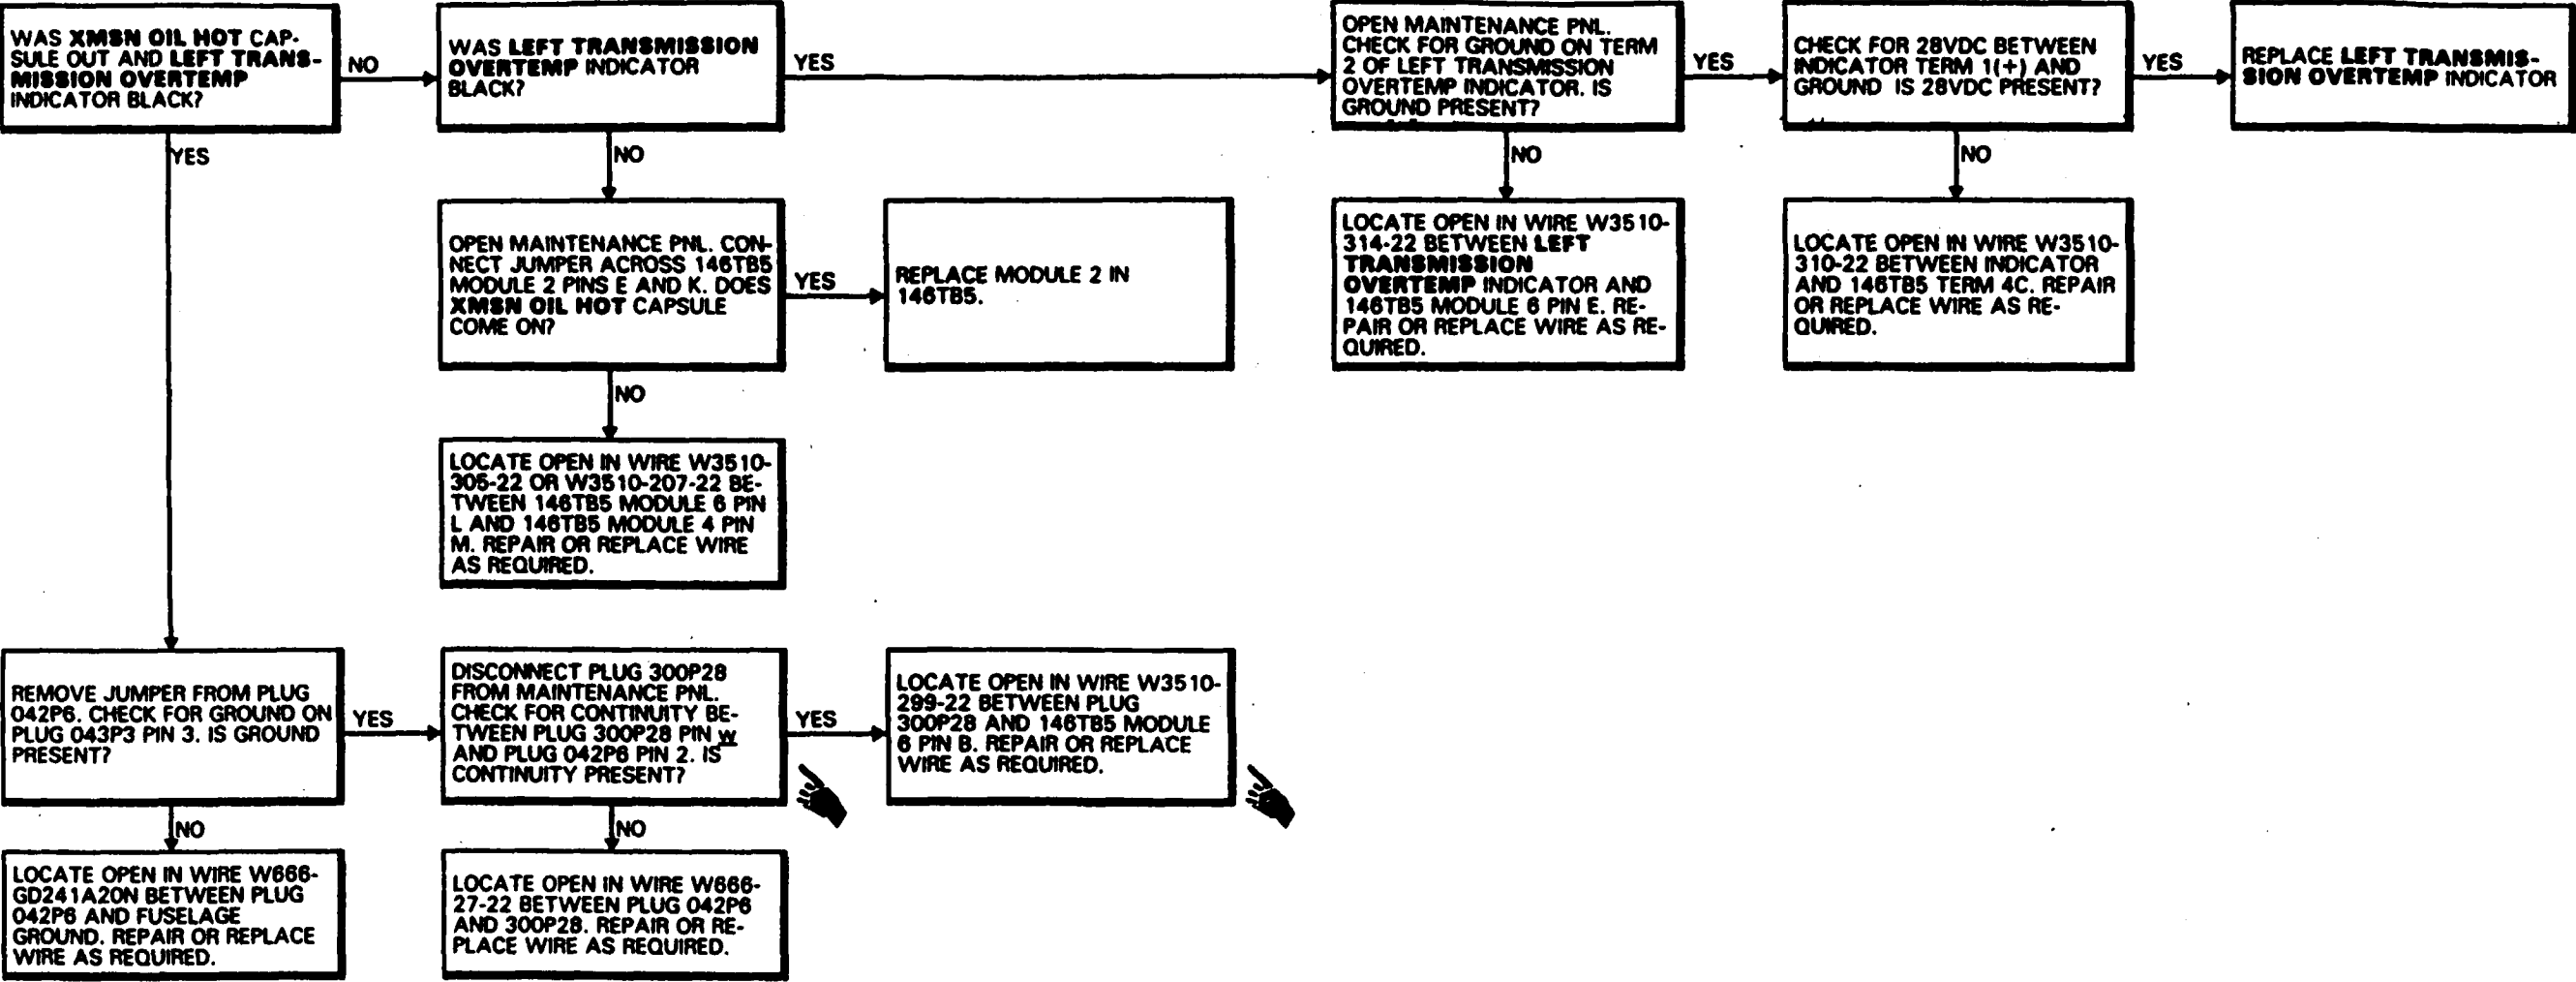 WAS XMSN OIL HOT CAP-
SULE OUT AND LEFT TRANS-
MISSION OVERTEMP
INDICATOR BLACK?
NO
WAS LEFT TRANSMISSION
OVERTEMP INDICATOR
BLACK?
YES
OPEN MAINTENANCE PNL.
CHECK FOR GROUND ON TERM
2 OF LEFT TRANSMISSION
OVERTEMP INDICATOR. IS
GROUND PRESENT?
YES
CHECK FOR 28VDC BETWEEN
INDICATOR TERM 1(+) AND
GROUND IS 28VDC PRESENT?
YES
REPLACE LEFT TRANSMIS-
SION OVERTEMP INDICATOR
YES
NO
NO
NO
OPEN MAINTENANCE PNL. CON-
NECT JUMPER ACROSS 146TB5
MODULE 2 PINS E AND K. DOES
XMSN OIL HOT CAPSULE
COME ON?
YES
REPLACE MODULE 2 IN
146TB5.
LOCATE OPEN IN WIRE W3510-
314-22 BETWEEN LEFT
TRANSMISSION
OVERTEMP INDICATOR AND
146TB5 MODULE 6 PIN E. RE-
PAIR OR REPLACE WIRE AS RE-
QUIRED.
LOCATE OPEN IN WIRE W3510-
310-22 BETWEEN INDICATOR
AND 146TB5 TERM 4C. REPAIR
OR REPLACE WIRE AS RE-
QUIRED.
NO
LOCATE OPEN IN WIRE W3510-
305-22 OR W3510-207-22 BE-
TWEEN 146TB5 MODULE 6 PIN
L AND 146TB5 MODULE 4 PIN
M. REPAIR OR REPLACE WIRE
AS REQUIRED.
REMOVE JUMPER FROM PLUG
042P6. CHECK FOR GROUND ON
PLUG 043P3 PIN 3. IS GROUND
PRESENT?
YES
DISCONNECT PLUG 300P28
FROM MAINTENANCE PNL.
CHECK FOR CONTINUITY BE-
TWEEN PLUG 300P28 PIN w
AND PLUG 042P6 PIN 2. IS
CONTINUITY PRESENT?
YES
LOCATE OPEN IN WIRE W3510-
299-22 BETWEEN PLUG
300P28 AND 146TB5 MODULE
6 PIN B. REPAIR OR REPLACE
WIRE AS REQUIRED.
NO
NO
LOCATE OPEN IN WIRE W666-
GD241A20N BETWEEN PLUG
042P6 AND FUSELAGE
GROUND. REPAIR OR REPLACE
WIRE AS REQUIRED.
LOCATE OPEN IN WIRE W666-
27-22 BETWEEN PLUG 042P6
AND 300P28. REPAIR OR RE-
PLACE WIRE AS REQUIRED.